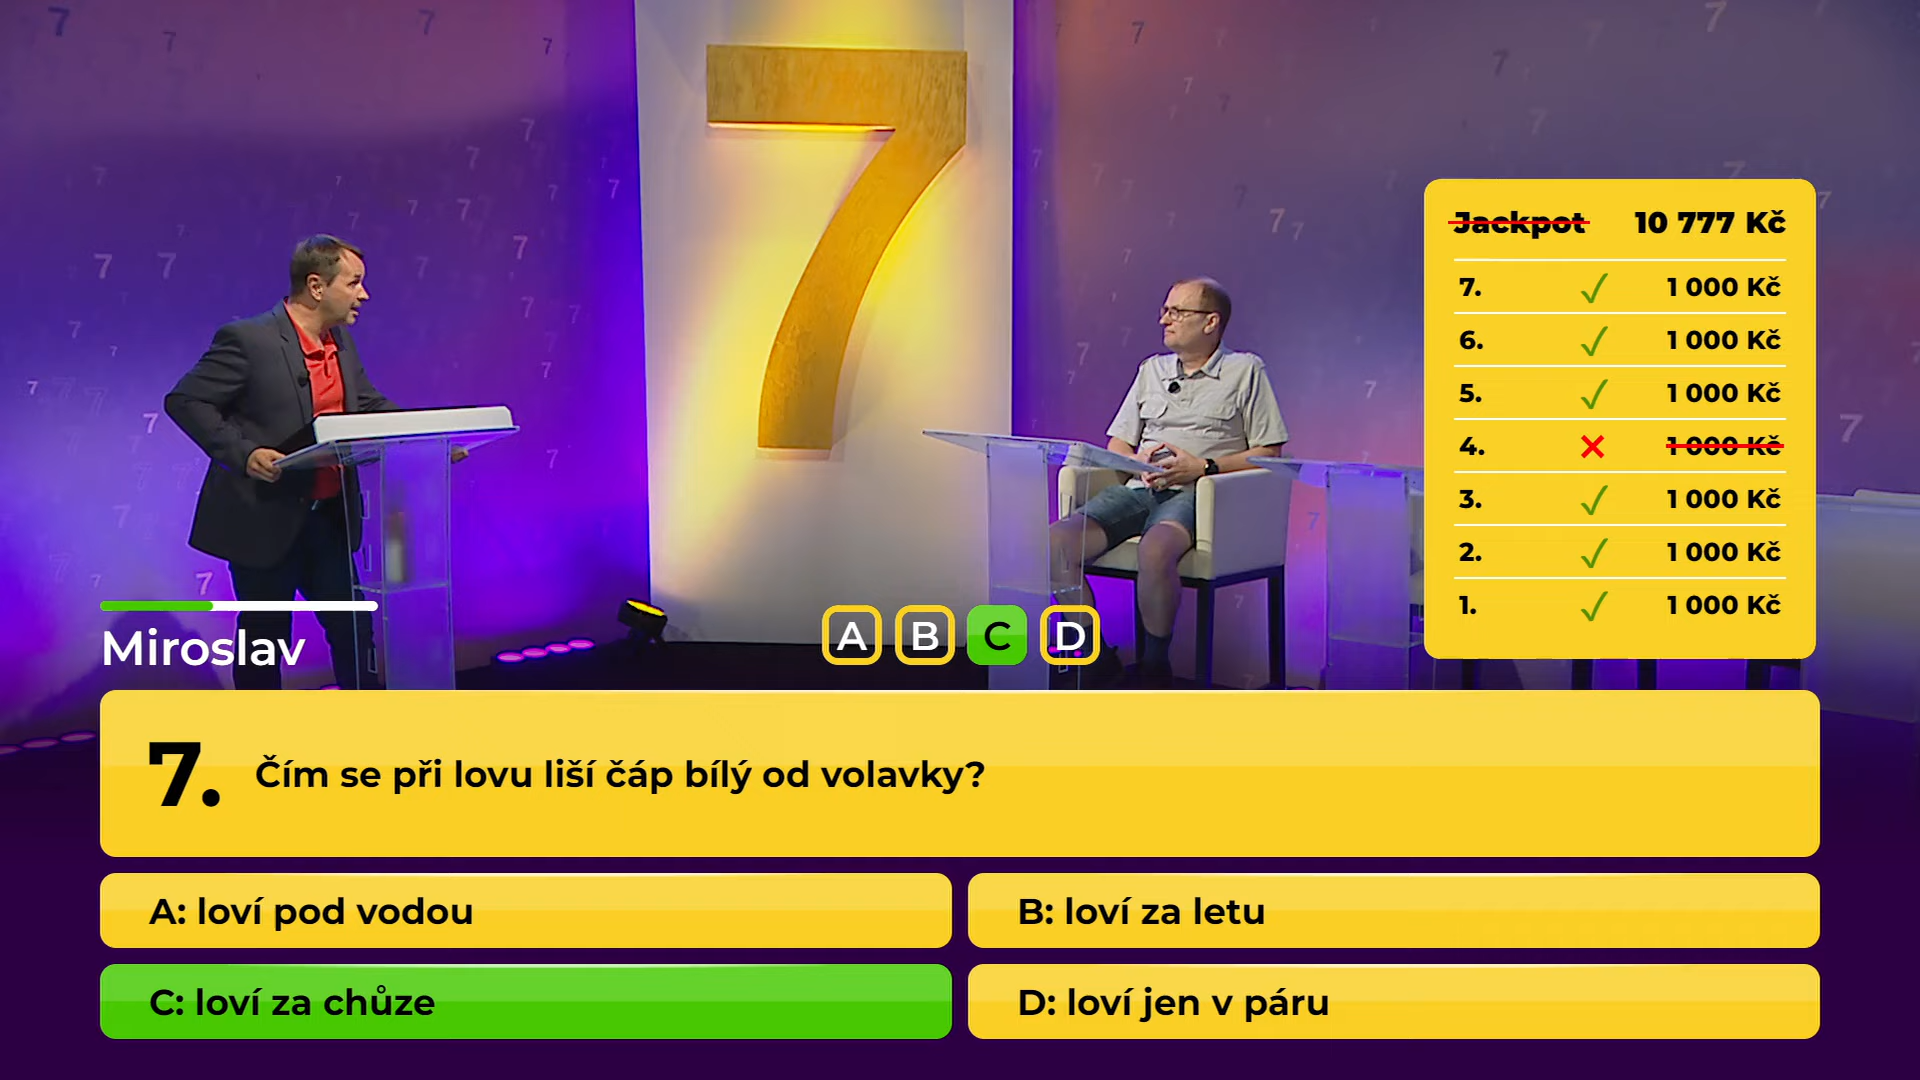 7
Jackpot 10 777 Kč
7. ✓ 1 000 Kč
6. ✓ 1 000 Kč
5. ✓ 1 000 Kč
4. ✕ 1 000 Kč
3. ✓ 1 000 Kč
2. ✓ 1 000 Kč
1. ✓ 1 000 Kč
Miroslav
A B C D
7. Čím se při lovu liší čáp bílý od volavky?
A: loví pod vodou
B: loví za letu
C: loví za chůze
D: loví jen v páru